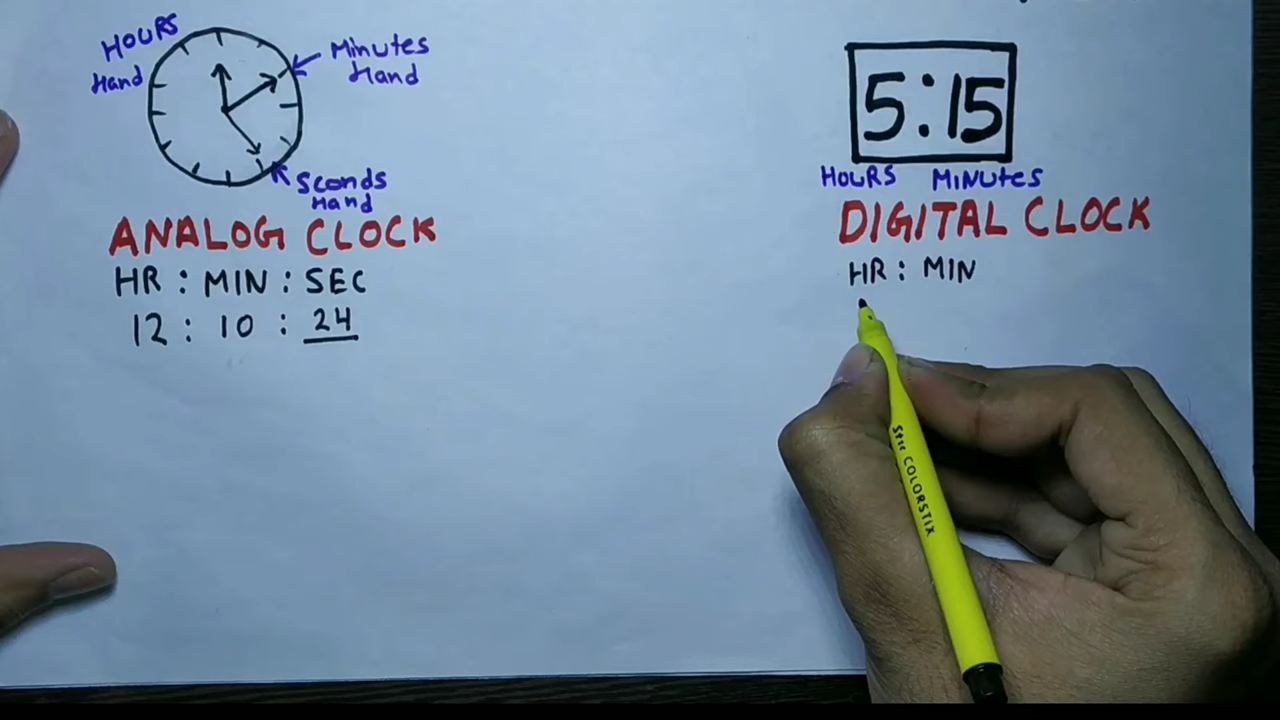 HOURS
Hand
Minutes
Hand
Sconds
Hand
ANALOG CLOCK
HR : MIN : SEC
12 : 10 : 24
5:15
HOURS MINUTES
DIGITAL CLOCK
HR : MIN
Stic COLORSTIX